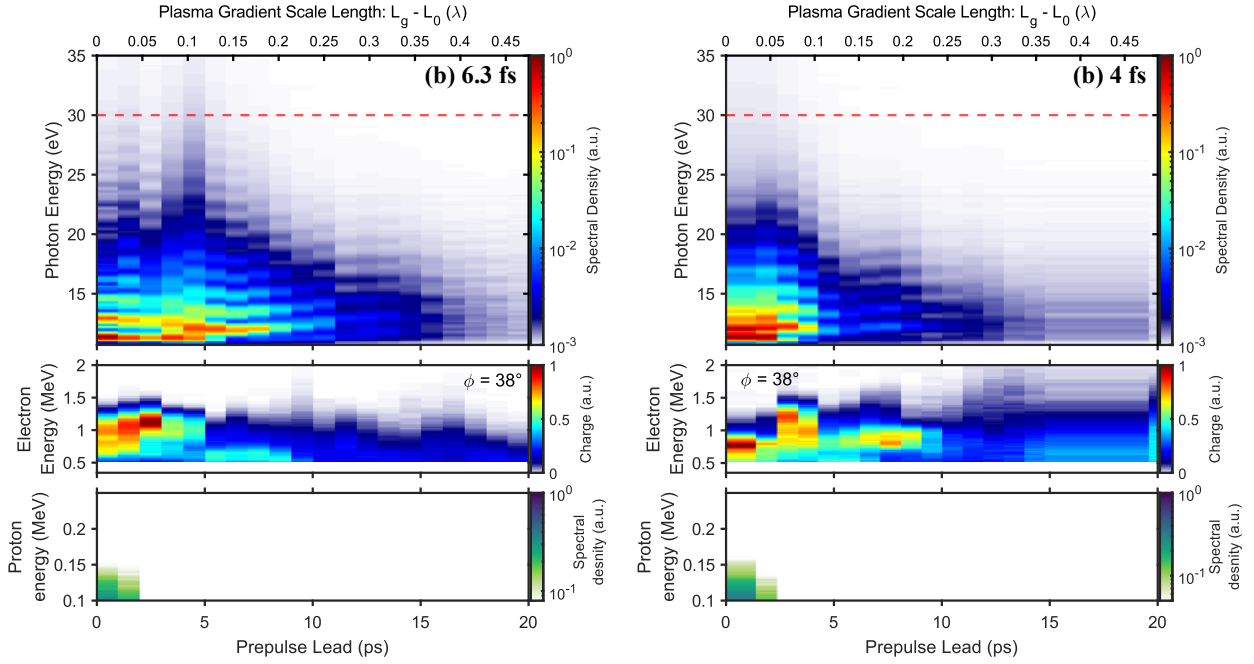 Plasma Gradient Scale Length: L_g - L_0 (λ)
0 0.05 0.1 0.15 0.2 0.25 0.3 0.35 0.4 0.45
(b) 6.3 fs
35
30
25
20
15
Photon Energy (eV)
10^0
10^-1
10^-2
10^-3
Spectral Density (a.u.)
ϕ = 38°
2
1.5
1
0.5
Electron
Energy (MeV)
1
0.5
0
Charge (a.u.)
0.2
0.15
0.1
Proton
energy (MeV)
10^0
10^-1
Spectral
desnity (a.u.)
0 5 10 15 20
Prepulse Lead (ps)
Plasma Gradient Scale Length: L_g - L_0 (λ)
0 0.05 0.1 0.15 0.2 0.25 0.3 0.35 0.4 0.45
(b) 4 fs
35
30
25
20
15
Photon Energy (eV)
10^0
10^-1
10^-2
10^-3
Spectral Density (a.u.)
ϕ = 38°
2
1.5
1
0.5
Electron
Energy (MeV)
1
0.5
0
Charge (a.u.)
0.2
0.15
0.1
Proton
energy (MeV)
10^0
10^-1
Spectral
desnity (a.u.)
0 5 10 15 20
Prepulse Lead (ps)